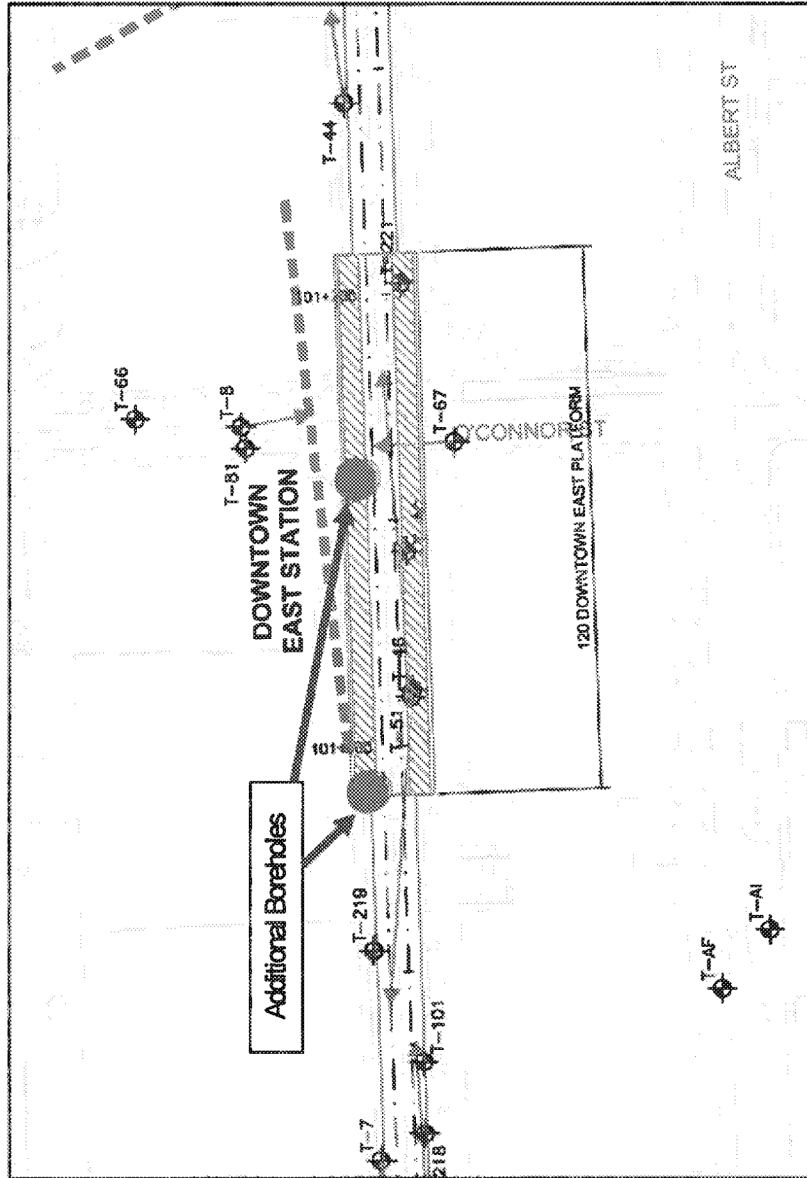 T-44
ALBERT ST
T-221
T-66
T-8
T-81
T-67
O'CONNOR ST
DOWNTOWN
EAST STATION
120 DOWNTOWN EAST PLATFORM
T-46
T-51
Additional Boreholes
T-219
T-101
T-7
218
T-AF
T-AI